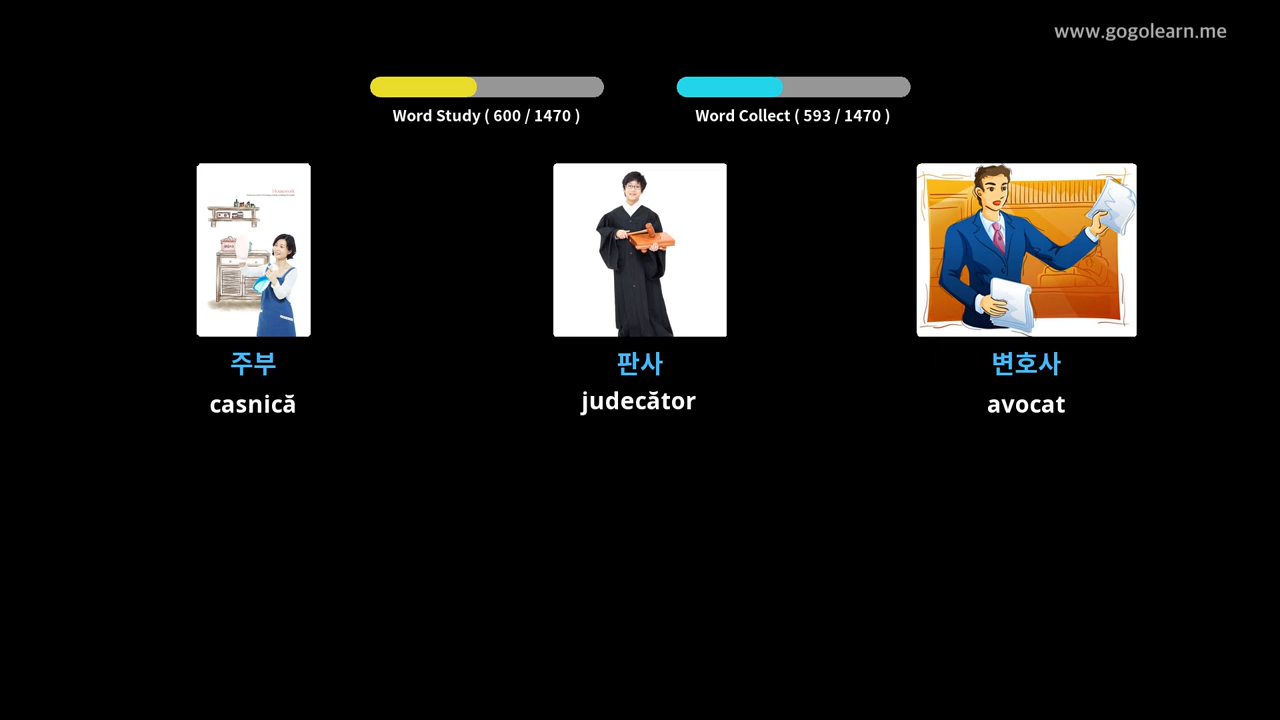 www.gogolearn.me
Word Study ( 600 / 1470 )
Word Collect ( 593 / 1470 )
주부
판사
변호사
casnică
judecător
avocat